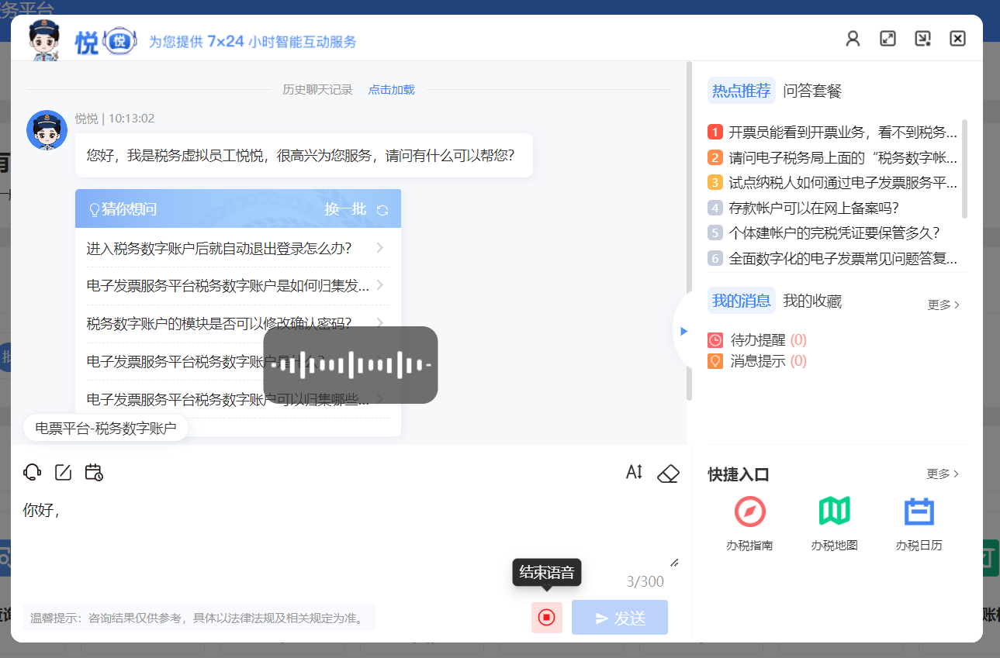 务平台
悦 悦 为您提供 7×24 小时智能互动服务
历史聊天记录 点击加载
悦悦 | 10:13:02
您好，我是税务虚拟员工悦悦，很高兴为您服务，请问有什么可以帮您？
猜你想问 换一批
进入税务数字账户后就自动退出登录怎么办？
电子发票服务平台税务数字账户是如何归集发...
税务数字账户的模块是否可以修改确认密码？
电子发票服务平台税务数字账户是什么？
电子发票服务平台税务数字账户可以归集哪些...
电票平台-税务数字账户
A
你好，
结束语音
3/300
温馨提示：咨询结果仅供参考，具体以法律法规及相关规定为准。
发送
热点推荐 问答套餐
1 开票员能看到开票业务，看不到税务...
2 请问电子税务局上面的“税务数字帐...
3 试点纳税人如何通过电子发票服务平...
4 存款帐户可以在网上备案吗？
5 个体建帐户的完税凭证要保管多久？
6 全面数字化的电子发票常见问题答复...
我的消息 我的收藏 更多
待办提醒 (0)
消息提示 (0)
快捷入口 更多
办税指南 办税地图 办税日历